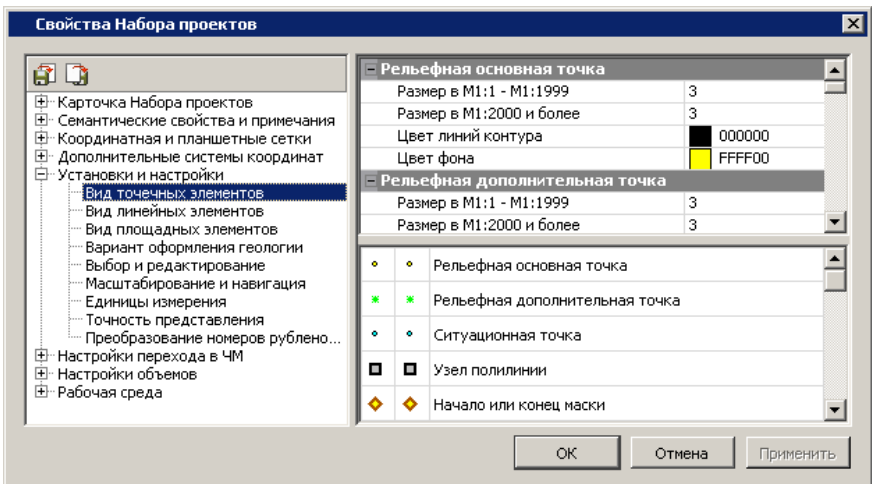 Свойства Набора проектов
Карточка Набора проектов
Семантические свойства и примечания
Координатная и планшетная сетки
Дополнительные системы координат
Установки и настройки
Вид точечных элементов
Вид линейных элементов
Вид площадных элементов
Вариант оформления геологии
Выбор и редактирование
Масштабирование и навигация
Единицы измерения
Точность представления
Преобразование номеров рублено...
Настройки перехода в ЧМ
Настройки объемов
Рабочая среда
Рельефная основная точка
Размер в М1:1 - М1:1999 3
Размер в М1:2000 и более 3
Цвет линий контура 000000
Цвет фона FFFF00
Рельефная дополнительная точка
Размер в М1:1 - М1:1999 3
Размер в М1:2000 и более 3
Рельефная основная точка
Рельефная дополнительная точка
Ситуационная точка
Узел полилинии
Начало или конец маски
ОК Отмена Применить